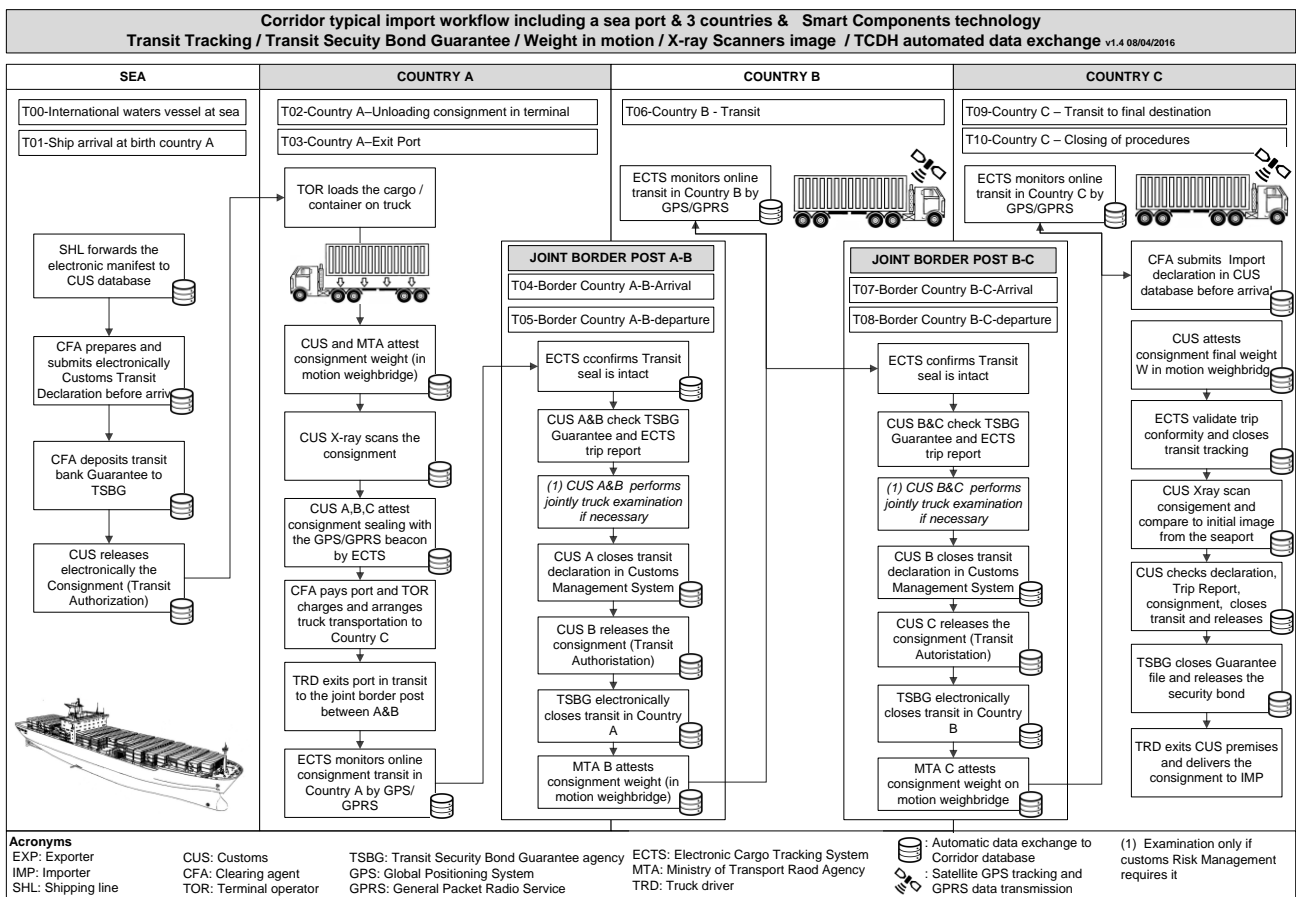 Corridor typical import workflow including a sea port & 3 countries & Smart Components technology
Transit Tracking / Transit Secuity Bond Guarantee / Weight in motion / X-ray Scanners image / TCDH automated data exchange v1.4 08/04/2016
SEA
COUNTRY A
COUNTRY B
COUNTRY C
T00-International waters vessel at sea
T01-Ship arrival at birth country A
T02-Country A–Unloading consignment in terminal
T03-Country A–Exit Port
T06-Country B - Transit
T09-Country C – Transit to final destination
T10-Country C – Closing of procedures
SHL forwards the
electronic manifest to
CUS database
CFA prepares and
submits electronically
Customs Transit
Declaration before arriv
CFA deposits transit
bank Guarantee to
TSBG
CUS releases
electronically the
Consignment (Transit
Authorization)
TOR loads the cargo /
container on truck
CUS and MTA attest
consignment weight (in
motion weighbridge)
CUS X-ray scans the
consignment
CUS A,B,C attest
consignment sealing with
the GPS/GPRS beacon
by ECTS
CFA pays port and TOR
charges and arranges
truck transportation to
Country C
TRD exits port in transit
to the joint border post
between A&B
ECTS monitors online
consignment transit in
Country A by GPS/
GPRS
JOINT BORDER POST A-B
T04-Border Country A-B-Arrival
T05-Border Country A-B-departure
ECTS cconfirms Transit
seal is intact
CUS A&B check TSBG
Guarantee and ECTS
trip report
(1) CUS A&B performs
jointly truck examination
if necessary
CUS A closes transit
declaration in Customs
Management System
CUS B releases the
consignment (Transit
Authoristation)
TSBG electronically
closes transit in Country
A
MTA B attests
consignment weight (in
motion weighbridge)
ECTS monitors online
transit in Country B by
GPS/GPRS
JOINT BORDER POST B-C
T07-Border Country B-C-Arrival
T08-Border Country B-C-departure
ECTS confirms Transit
seal is intact
CUS B&C check TSBG
Guarantee and ECTS
trip report
(1) CUS B&C performs
jointly truck examination
if necessary
CUS B closes transit
declaration in Customs
Management System
CUS C releases the
consignment (Transit
Autoristation)
TSBG electronically
closes transit in Country
B
MTA C attests
consignment weight on
motion weighbridge
ECTS monitors online
transit in Country C by
GPS/GPRS
CFA submits Import
declaration in CUS
database before arrival
CUS attests
consignment final weight
W in motion weighbridg
ECTS validate trip
conformity and closes
transit tracking
CUS Xray scan
consigement and
compare to initial image
from the seaport
CUS checks declaration,
Trip Report,
consignment, closes
transit and releases
TSBG closes Guarantee
file and releases the
security bond
TRD exits CUS premises
and delivers the
consignment to IMP
Acronyms
EXP: Exporter
IMP: Importer
SHL: Shipping line
CUS: Customs
CFA: Clearing agent
TOR: Terminal operator
TSBG: Transit Security Bond Guarantee agency
GPS: Global Positioning System
GPRS: General Packet Radio Service
ECTS: Electronic Cargo Tracking System
MTA: Ministry of Transport Raod Agency
TRD: Truck driver
: Automatic data exchange to
Corridor database
: Satellite GPS tracking and
GPRS data transmission
(1) Examination only if
customs Risk Management
requires it